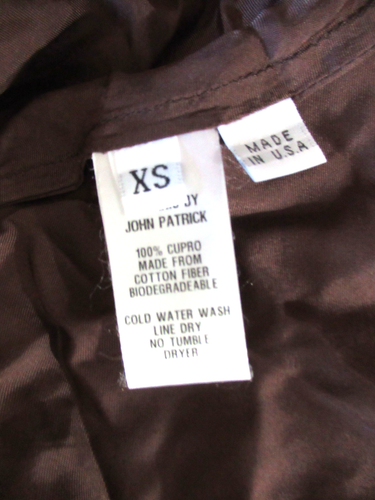 XS
JY
JOHN PATRICK
100% CUPRO
MADE FROM
COTTON FIBER
BIODEGRADEABLE
COLD WATER WASH
LINE DRY
NO TUMBLE
DRYER
MADE
IN U.S.A